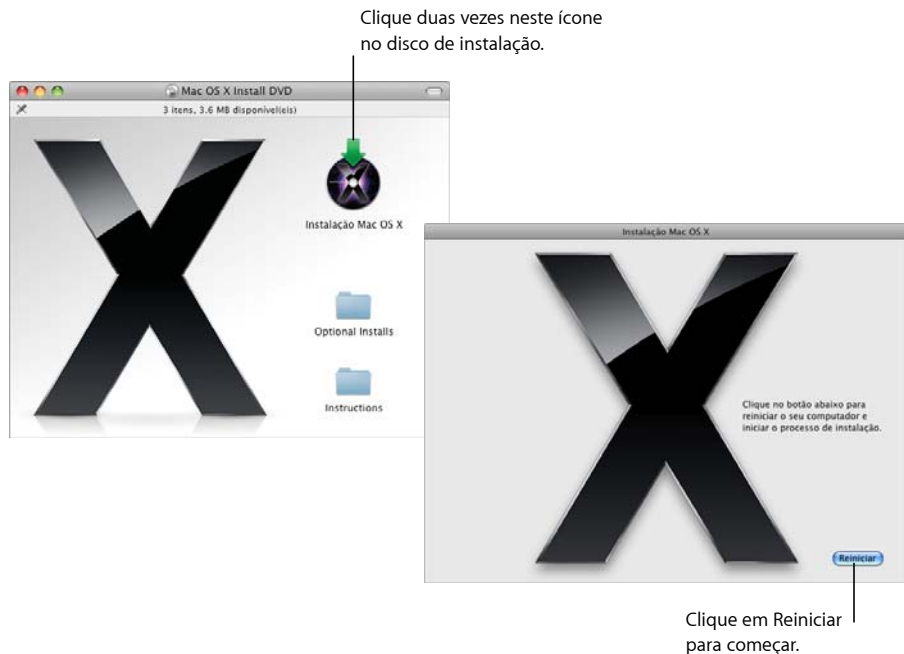 Clique duas vezes neste ícone
no disco de instalação.
Mac OS X Install DVD
3 itens, 3.6 MB disponível(eis)
Instalação Mac OS X
Optional Installs
Instructions
Instalação Mac OS X
Clique no botão abaixo para
reiniciar o seu computador e
iniciar o processo de instalação.
Reiniciar
Clique em Reiniciar
para começar.